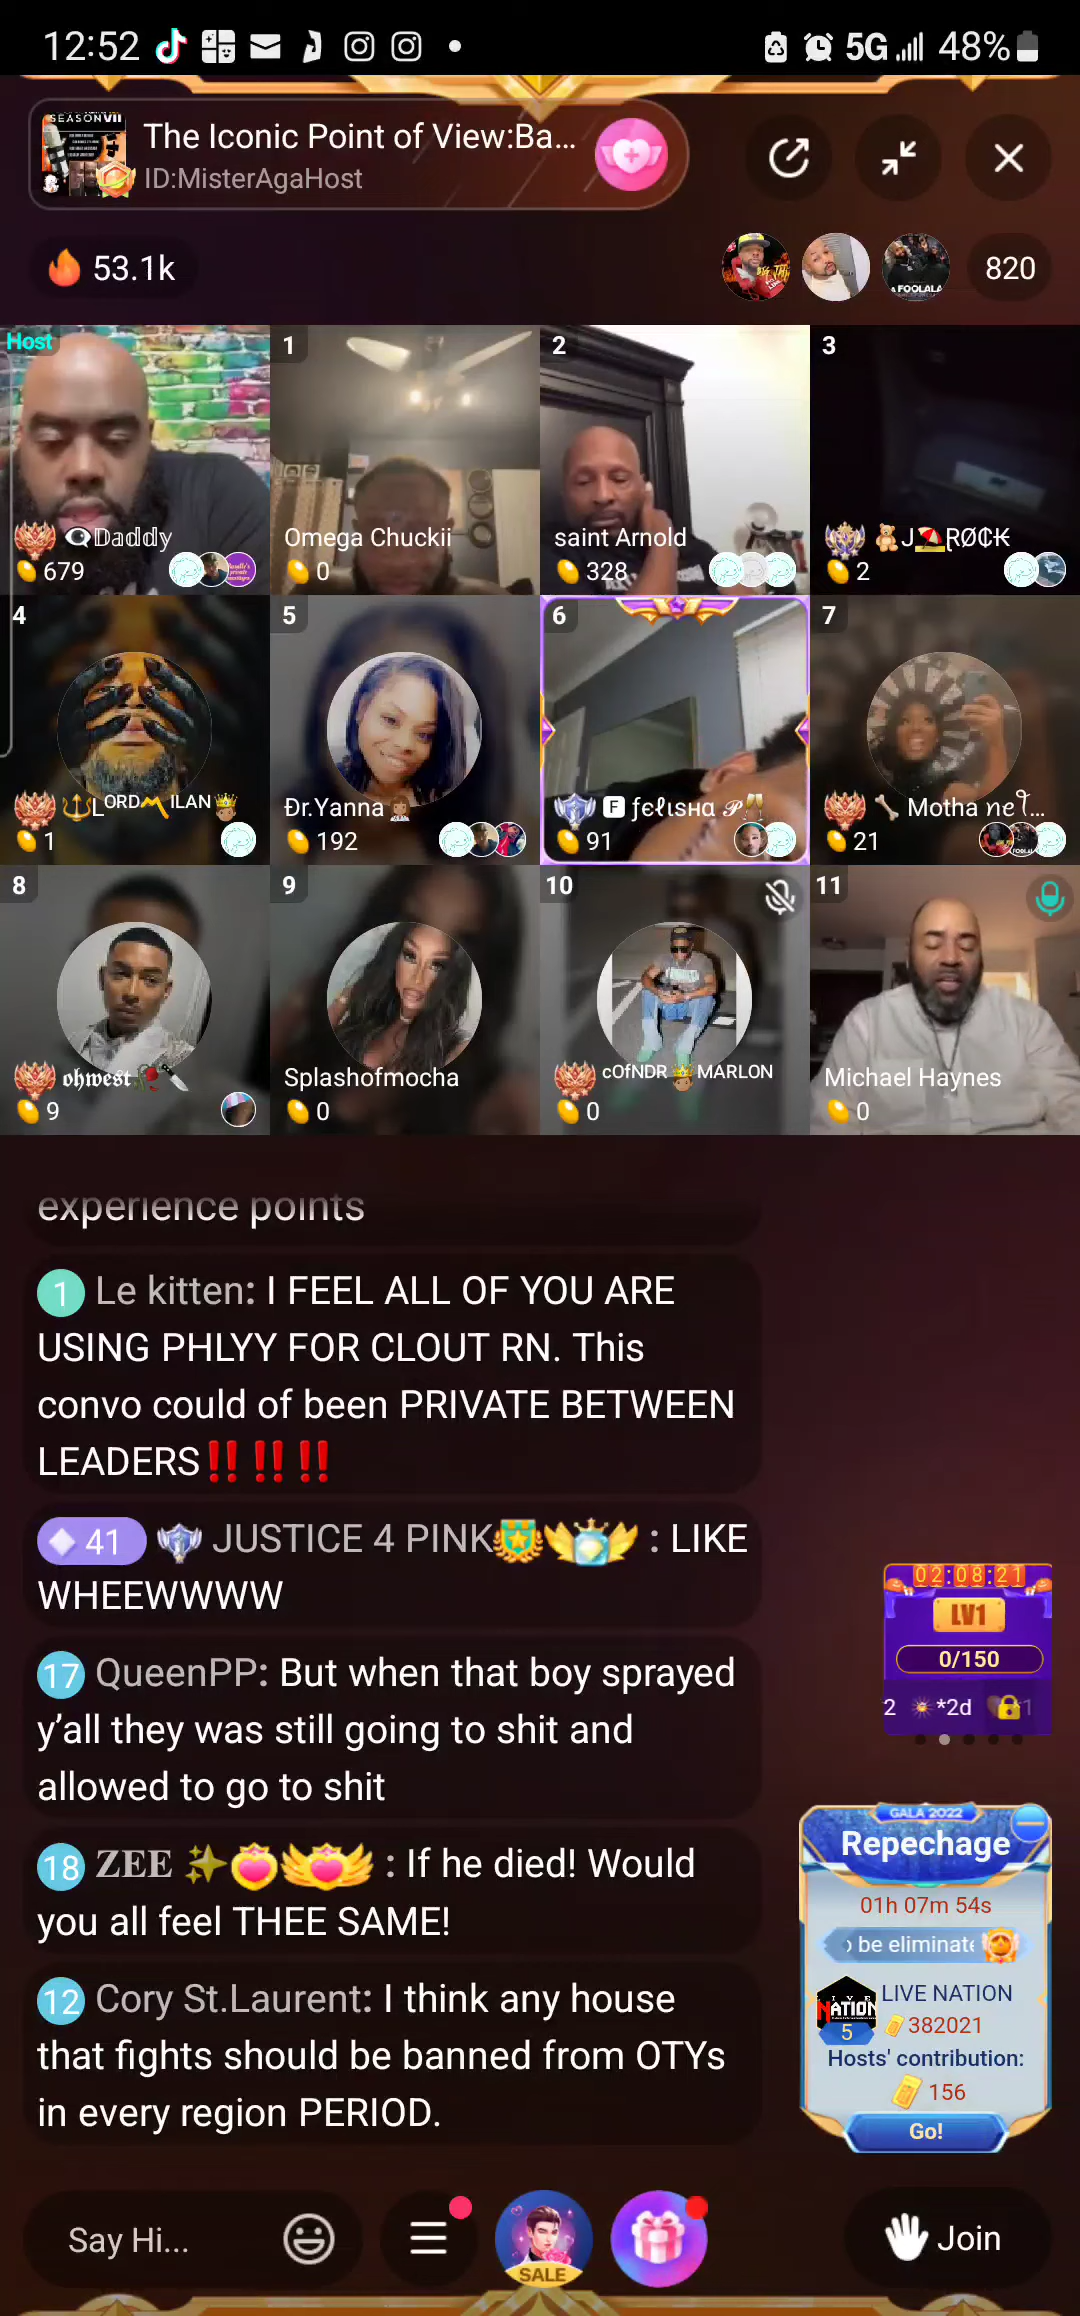 12:52 5G 48%
SEASON VII
The Iconic Point of View:Ba...
ID:MisterAgaHost
53.1k
A FOOLALA
820
Host
👁‍🗨𝔻𝕒𝕕𝕕𝕪
679
1
Omega Chuckii
0
2
saint Arnold
328
3
🧸J⛱️RØ₵₭
2
4
🔱Lᴼᴿᴰ〽️ᴵᴸᴬᴺ🤴🏽
1
5
Ðr.Yanna👩🏾‍⚕️
192
6
🅵 ƒєℓιѕнα 𝒫🥂
91
7
🦴 Motha 𝓃𝑒...
21
8
𝖔𝖍𝖜𝖊𝖘𝖙🥀🔪
9
9
Splashofmocha
0
10
ᶜOfNDR🤴🏽MARLON
0
11
Michael Haynes
0
experience points
1 Le kitten: I FEEL ALL OF YOU ARE
USING PHLYY FOR CLOUT RN. This
convo could of been PRIVATE BETWEEN
LEADERS‼️‼️‼️
41 JUSTICE 4 PINK : LIKE
WHEEWWWW
17 QueenPP: But when that boy sprayed
y’all they was still going to shit and
allowed to go to shit
18 𝐙𝐄𝐄 ✨ : If he died! Would
you all feel THEE SAME!
12 Cory St.Laurent: I think any house
that fights should be banned from OTYs
in every region PERIOD.
02:08:21
LV1
0/150
2 *2d 1
GALA 2022
Repechage
01h 07m 54s
o be eliminate
LIVE NATION
LIVE NATION
5
382021
Hosts' contribution:
156
Go!
Say Hi...
SALE
Join